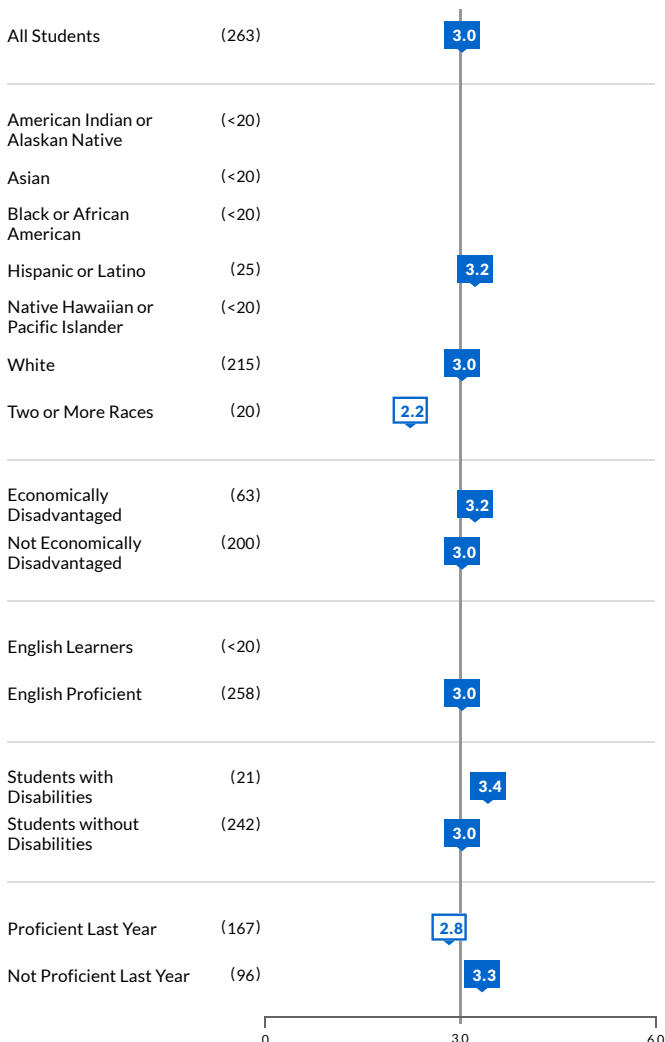 All Students (263) 3.0
American Indian or (<20)
Alaskan Native
Asian (<20)
Black or African (<20)
American
Hispanic or Latino (25) 3.2
Native Hawaiian or (<20)
Pacific Islander
White (215) 3.0
Two or More Races (20) 2.2
Economically (63) 3.2
Disadvantaged
Not Economically (200) 3.0
Disadvantaged
English Learners (<20)
English Proficient (258) 3.0
Students with (21) 3.4
Disabilities
Students without (242) 3.0
Disabilities
Proficient Last Year (167) 2.8
Not Proficient Last Year (96) 3.3
0 3.0 6.0